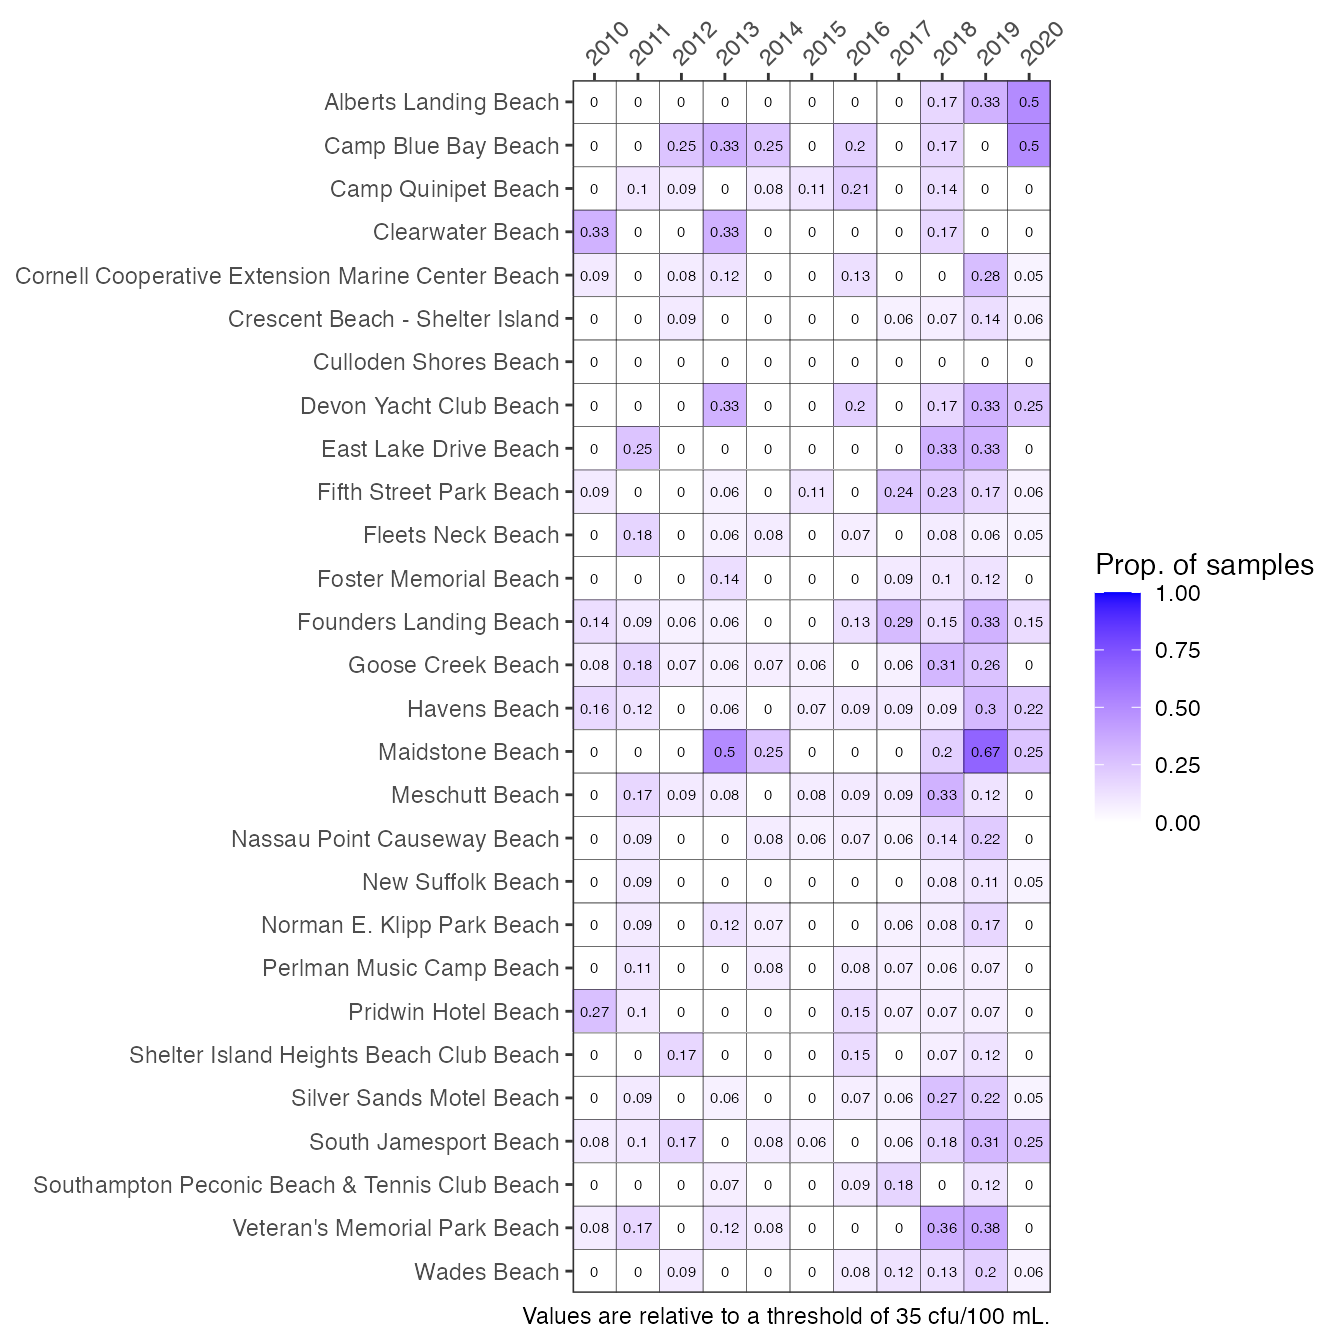 2010 2011 2012 2013 2014 2015 2016 2017 2018 2019 2020
Alberts Landing Beach 0 0 0 0 0 0 0 0 0.17 0.33 0.5
Camp Blue Bay Beach 0 0 0.25 0.33 0.25 0 0.2 0 0.17 0 0.5
Camp Quinipet Beach 0 0.1 0.09 0 0.08 0.11 0.21 0 0.14 0 0
Clearwater Beach 0.33 0 0 0.33 0 0 0 0 0.17 0 0
Cornell Cooperative Extension Marine Center Beach 0.09 0 0.08 0.12 0 0 0.13 0 0 0.28 0.05
Crescent Beach - Shelter Island 0 0 0.09 0 0 0 0 0.06 0.07 0.14 0.06
Culloden Shores Beach 0 0 0 0 0 0 0 0 0 0 0
Devon Yacht Club Beach 0 0 0 0.33 0 0 0.2 0 0.17 0.33 0.25
East Lake Drive Beach 0 0.25 0 0 0 0 0 0 0.33 0.33 0
Fifth Street Park Beach 0.09 0 0 0.06 0 0.11 0 0.24 0.23 0.17 0.06
Fleets Neck Beach 0 0.18 0 0.06 0.08 0 0.07 0 0.08 0.06 0.05
Foster Memorial Beach 0 0 0 0.14 0 0 0 0.09 0.1 0.12 0
Founders Landing Beach 0.14 0.09 0.06 0.06 0 0 0.13 0.29 0.15 0.33 0.15
Goose Creek Beach 0.08 0.18 0.07 0.06 0.07 0.06 0 0.06 0.31 0.26 0
Havens Beach 0.16 0.12 0 0.06 0 0.07 0.09 0.09 0.09 0.3 0.22
Maidstone Beach 0 0 0 0.5 0.25 0 0 0 0.2 0.67 0.25
Meschutt Beach 0 0.17 0.09 0.08 0 0.08 0.09 0.09 0.33 0.12 0
Nassau Point Causeway Beach 0 0.09 0 0 0.08 0.06 0.07 0.06 0.14 0.22 0
New Suffolk Beach 0 0.09 0 0 0 0 0 0 0.08 0.11 0.05
Norman E. Klipp Park Beach 0 0.09 0 0.12 0.07 0 0 0.06 0.08 0.17 0
Perlman Music Camp Beach 0 0.11 0 0 0.08 0 0.08 0.07 0.06 0.07 0
Pridwin Hotel Beach 0.27 0.1 0 0 0 0 0.15 0.07 0.07 0.07 0
Shelter Island Heights Beach Club Beach 0 0 0.17 0 0 0 0.15 0 0.07 0.12 0
Silver Sands Motel Beach 0 0.09 0 0.06 0 0 0.07 0.06 0.27 0.22 0.05
South Jamesport Beach 0.08 0.1 0.17 0 0.08 0.06 0 0.06 0.18 0.31 0.25
Southampton Peconic Beach & Tennis Club Beach 0 0 0 0.07 0 0 0.09 0.18 0 0.12 0
Veteran's Memorial Park Beach 0.08 0.17 0 0.12 0.08 0 0 0 0.36 0.38 0
Wades Beach 0 0 0.09 0 0 0 0.08 0.12 0.13 0.2 0.06
Values are relative to a threshold of 35 cfu/100 mL.
Prop. of samples
1.00
0.75
0.50
0.25
0.00